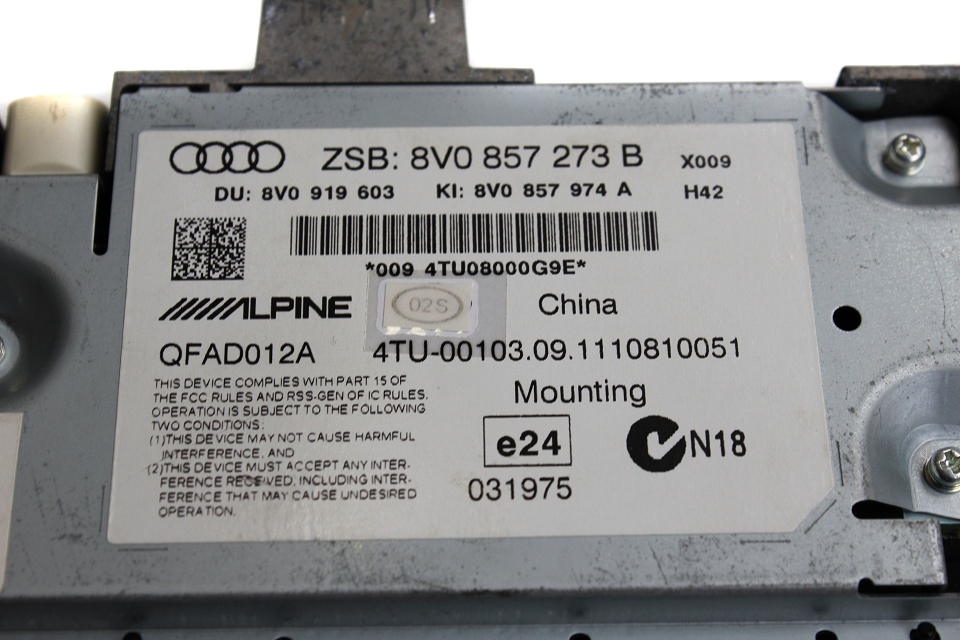 ZSB: 8V0 857 273 B X009
DU: 8V0 919 603 KI: 8V0 857 974 A H42
*009 4TU08000G9E*
ALPINE 02S China
QFAD012A 4TU-00103.09.1110810051
THIS DEVICE COMPLIES WITH PART 15 OF
THE FCC RULES AND RSS-GEN OF IC RULES.
OPERATION IS SUBJECT TO THE FOLLOWING
TWO CONDITIONS:
(1)THIS DEVICE MAY NOT CAUSE HARMFUL
INTERFERENCE, AND
(2)THIS DEVICE MUST ACCEPT ANY INTER-
FERENCE RECEIVED, INCLUDING INTER-
FERENCE THAT MAY CAUSE UNDESIRED
OPERATION.
Mounting
e24 N18
031975